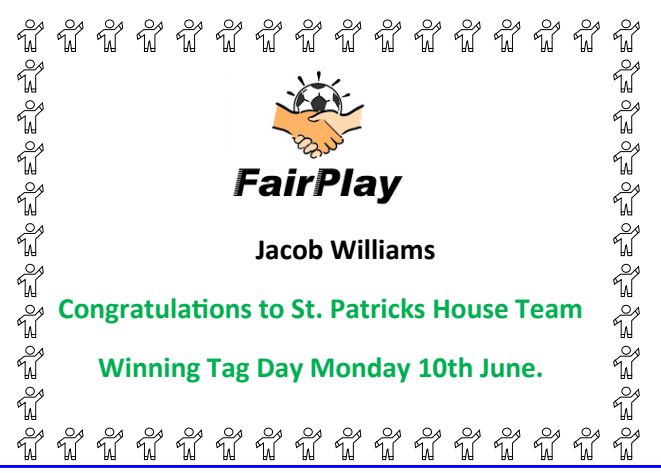 FairPlay
Jacob Williams
Congratulations to St. Patricks House Team
Winning Tag Day Monday 10th June.